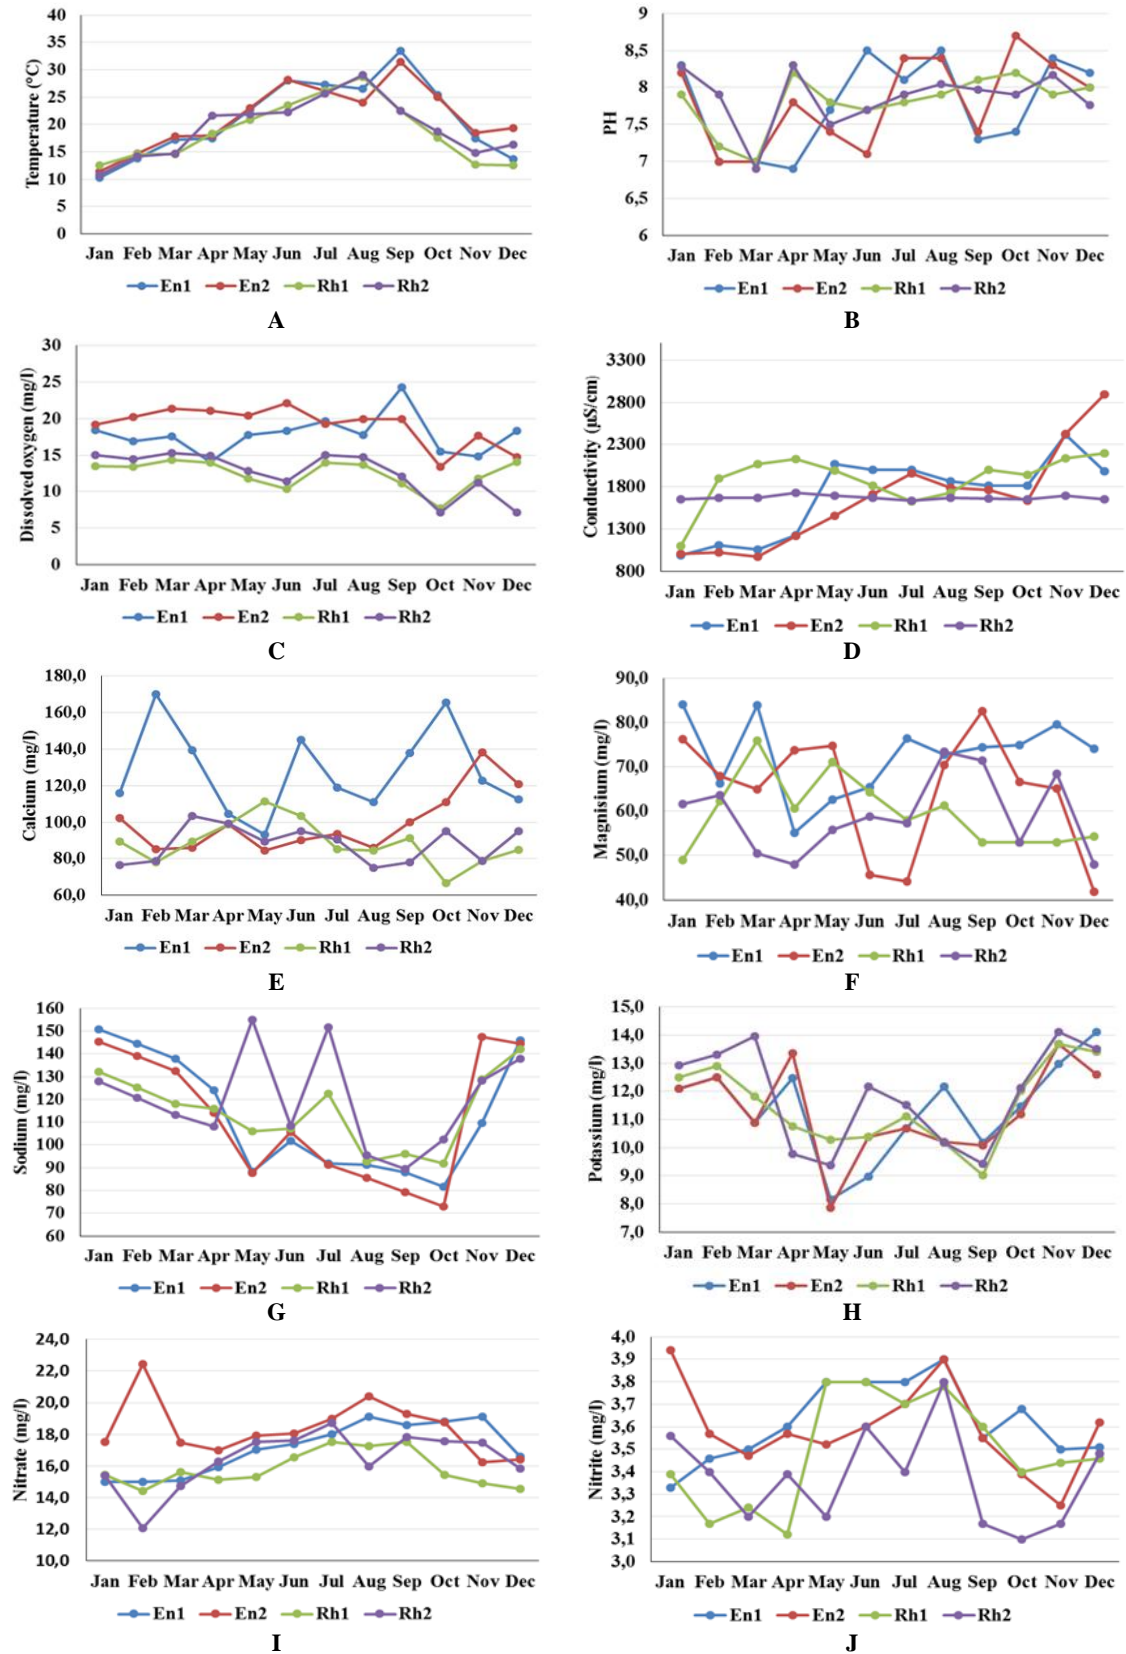 Temperature (°C)
40
35
30
25
20
15
10
5
0
Jan Feb Mar Apr May Jun Jul Aug Sep Oct Nov Dec
En1 En2 Rh1 Rh2
A
PH
9
8,5
8
7,5
7
6,5
6
Jan Feb Mar Apr May Jun Jul Aug Sep Oct Nov Dec
En1 En2 Rh1 Rh2
B
Dissolved oxygen (mg/l)
30
25
20
15
10
5
0
Jan Feb Mar Apr May Jun Jul Aug Sep Oct Nov Dec
En1 En2 Rh1 Rh2
C
Conductivity (µS/cm)
3300
2800
2300
1800
1300
800
Jan Feb Mar Apr May Jun Jul Aug Sep Oct Nov Dec
En1 En2 Rh1 Rh2
D
Calcium (mg/l)
180,0
160,0
140,0
120,0
100,0
80,0
60,0
Jan Feb Mar Apr May Jun Jul Aug Sep Oct Nov Dec
En1 En2 Rh1 Rh2
E
Magnisium (mg/l)
90,0
80,0
70,0
60,0
50,0
40,0
Jan Feb Mar Apr May Jun Jul Aug Sep Oct Nov Dec
En1 En2 Rh1 Rh2
F
Sodium (mg/l)
160
150
140
130
120
110
100
90
80
70
60
Jan Feb Mar Apr May Jun Jul Aug Sep Oct Nov Dec
En1 En2 Rh1 Rh2
G
Potassium (mg/l)
15,0
14,0
13,0
12,0
11,0
10,0
9,0
8,0
7,0
Jan Feb Mar Apr May Jun Jul Aug Sep Oct Nov Dec
En1 En2 Rh1 Rh2
H
Nitrate (mg/l)
24,0
22,0
20,0
18,0
16,0
14,0
12,0
10,0
Jan Feb Mar Apr May Jun Jul Aug Sep Oct Nov Dec
En1 En2 Rh1 Rh2
I
Nitrite (mg/l)
4,0
3,9
3,8
3,7
3,6
3,5
3,4
3,3
3,2
3,1
3,0
Jan Feb Mar Apr May Jun Jul Aug Sep Oct Nov Dec
En1 En2 Rh1 Rh2
J